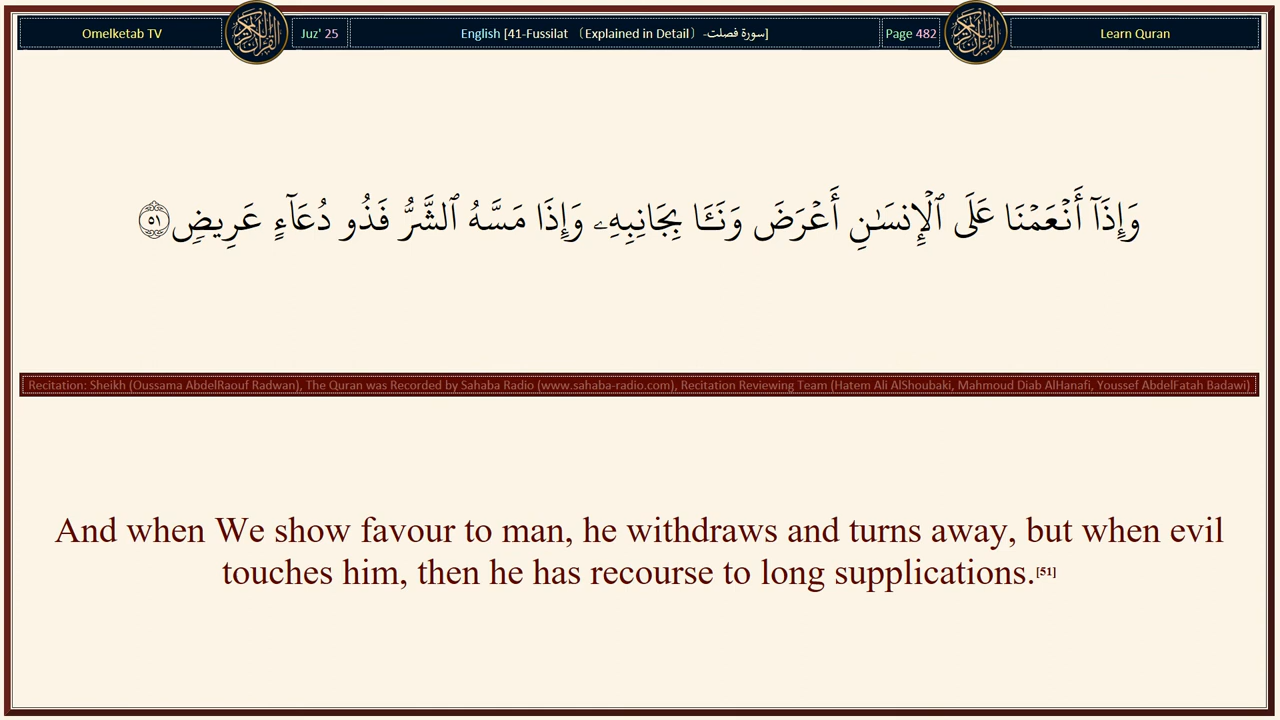 Omelketab TV
Juz' 25
English [41-Fussilat （Explained in Detail） -سورة فصلت]
Page 482
Learn Quran
وَإِذَآ أَنۡعَمۡنَا عَلَى ٱلۡإِنسَٰنِ أَعۡرَضَ وَنَـَٔا بِجَانِبِهِۦ وَإِذَا مَسَّهُ ٱلشَّرُّ فَذُو دُعَآءٍ عَرِيضٖ ٥١
Recitation: Sheikh (Oussama AbdelRaouf Radwan), The Quran was Recorded by Sahaba Radio (www.sahaba-radio.com), Recitation Reviewing Team (Hatem Ali AlShoubaki, Mahmoud Diab AlHanafi, Youssef AbdelFatah Badawi)
And when We show favour to man, he withdraws and turns away, but when evil
touches him, then he has recourse to long supplications.[51]